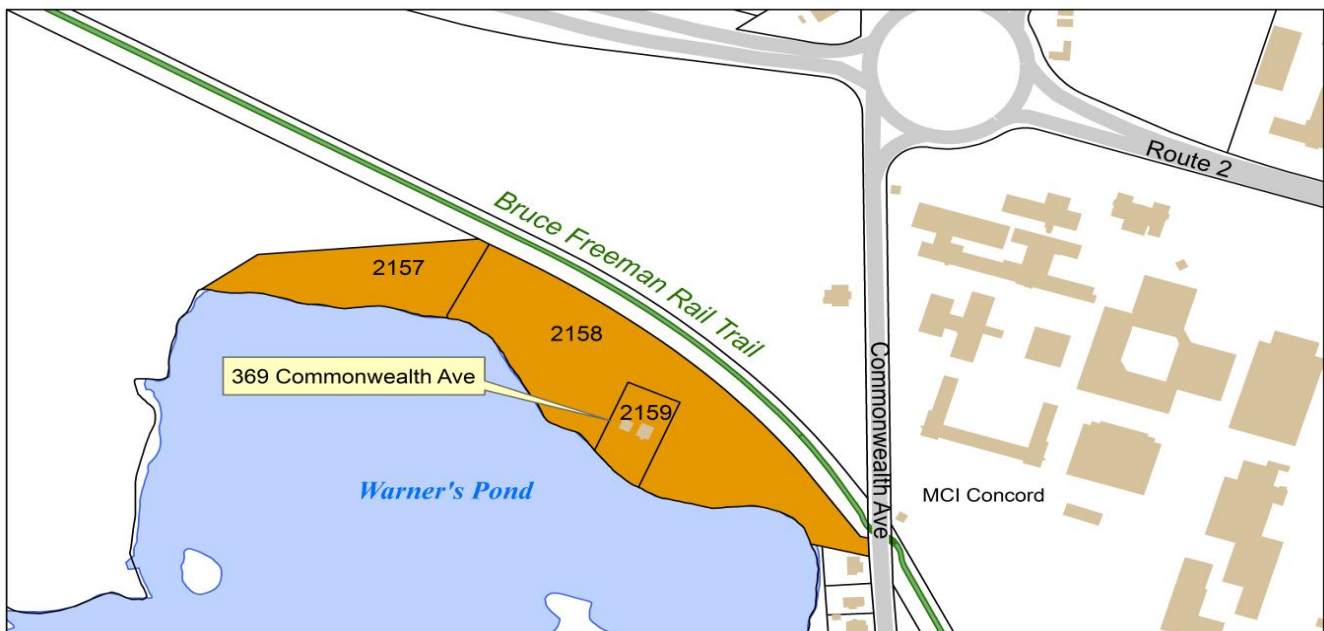 Route 2
Bruce Freeman Rail Trail
2157
2158
369 Commonwealth Ave
2159
Commonwealth Ave
Warner's Pond
MCI Concord